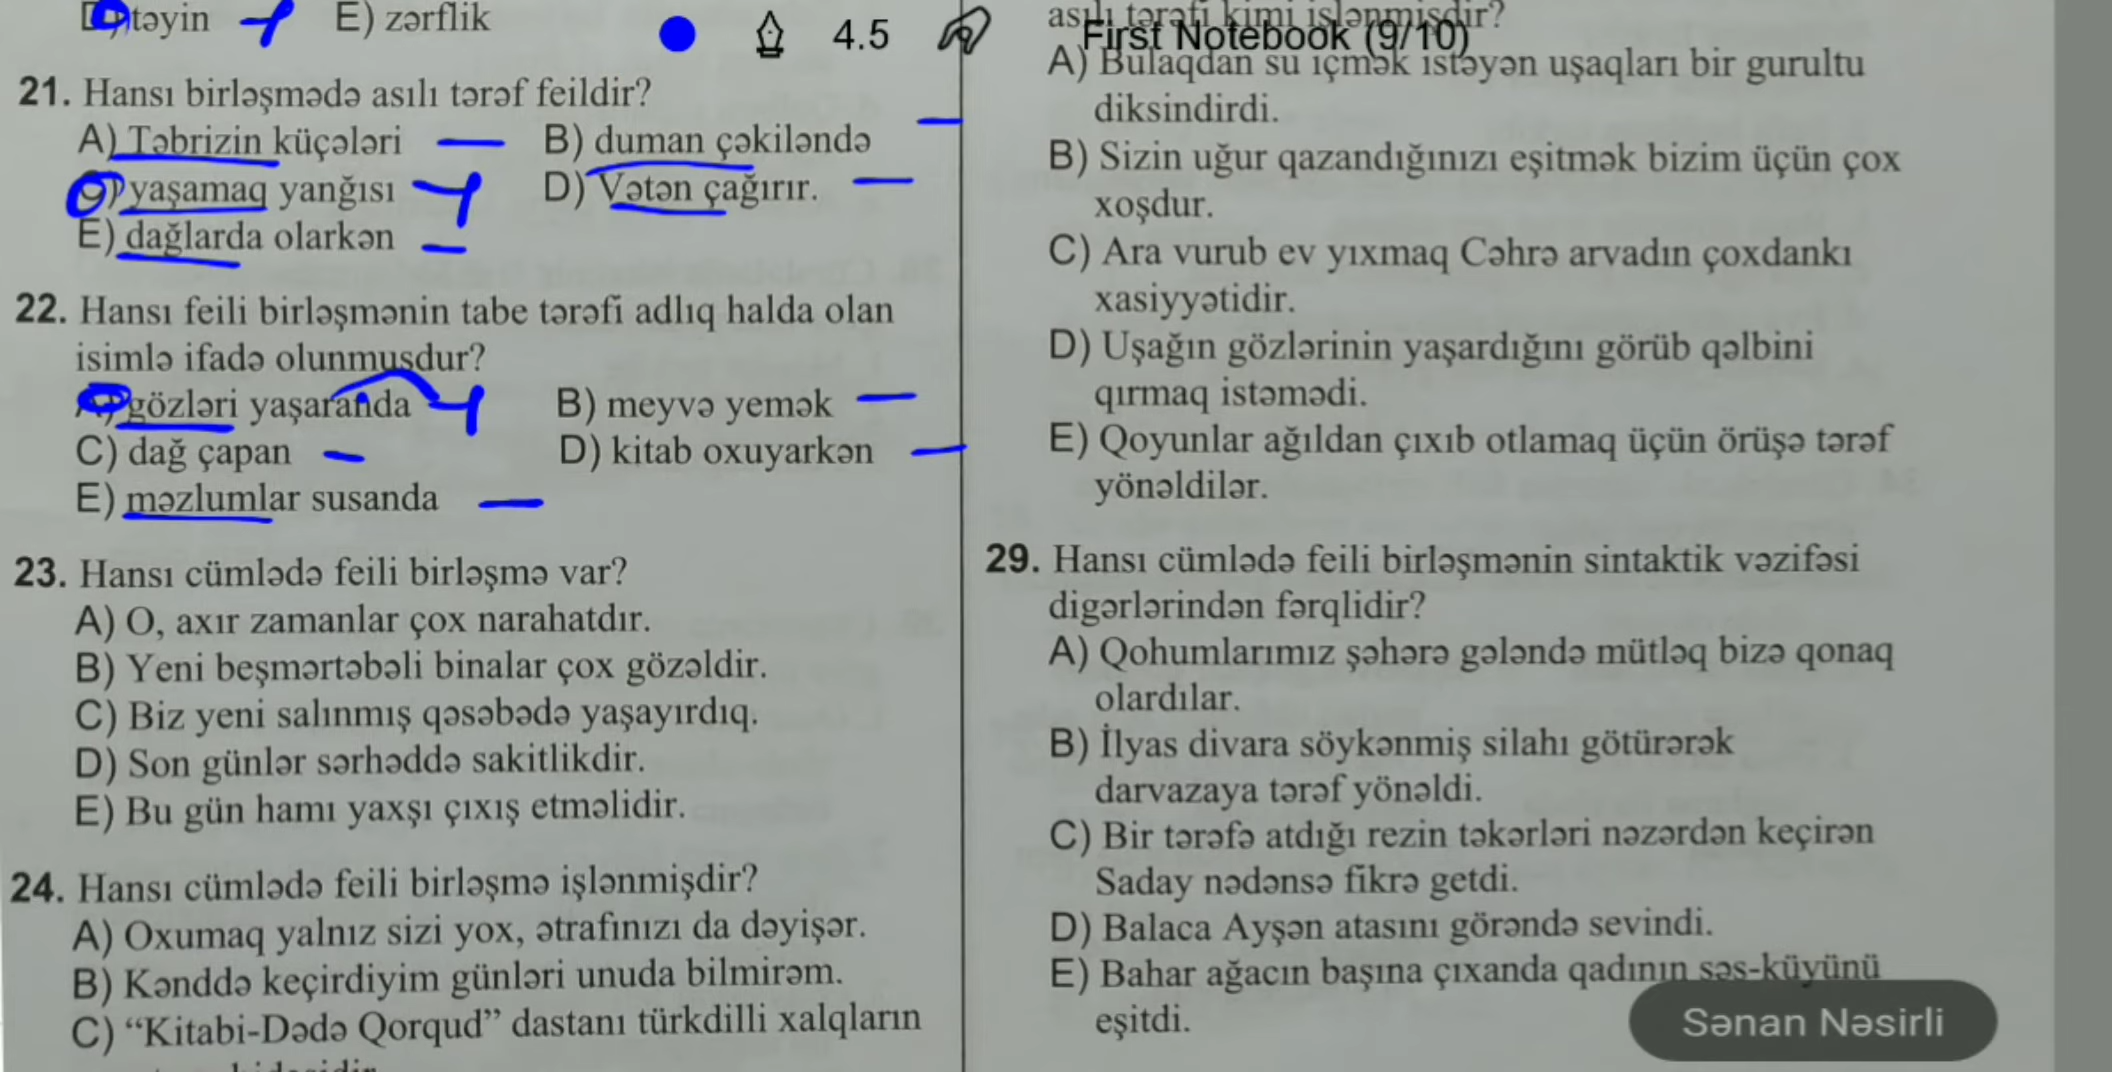 təyin E) zərflik
4.5
First Notebook (9/10)
21. Hansı birləşmədə asılı tərəf feildir?
A) Təbrizin küçələri B) duman çəkiləndə
C) yaşamaq yanğısı D) Vətən çağırır.
E) dağlarda olarkən
22. Hansı feili birləşmənin tabe tərəfi adlıq halda olan
isimlə ifadə olunmuşdur?
A) gözləri yaşaranda B) meyvə yemək
C) dağ çapan D) kitab oxuyarkən
E) məzlumlar susanda
23. Hansı cümlədə feili birləşmə var?
A) O, axır zamanlar çox narahatdır.
B) Yeni beşmərtəbəli binalar çox gözəldir.
C) Biz yeni salınmış qəsəbədə yaşayırdıq.
D) Son günlər sərhəddə sakitlikdir.
E) Bu gün hamı yaxşı çıxış etməlidir.
24. Hansı cümlədə feili birləşmə işlənmişdir?
A) Oxumaq yalnız sizi yox, ətrafınızı da dəyişər.
B) Kənddə keçirdiyim günləri unuda bilmirəm.
C) “Kitabi-Dədə Qorqud” dastanı türkdilli xalqların
asılı tərəfi kimi işlənmişdir?
A) Bulaqdan su içmək istəyən uşaqları bir gurultu
diksindirdi.
B) Sizin uğur qazandığınızı eşitmək bizim üçün çox
xoşdur.
C) Ara vurub ev yıxmaq Cəhrə arvadın çoxdankı
xasiyyətidir.
D) Uşağın gözlərinin yaşardığını görüb qəlbini
qırmaq istəmədi.
E) Qoyunlar ağıldan çıxıb otlamaq üçün örüşə tərəf
yönəldilər.
29. Hansı cümlədə feili birləşmənin sintaktik vəzifəsi
digərlərindən fərqlidir?
A) Qohumlarımız şəhərə gələndə mütləq bizə qonaq
olardılar.
B) İlyas divara söykənmiş silahı götürərək
darvazaya tərəf yönəldi.
C) Bir tərəfə atdığı rezin təkərləri nəzərdən keçirən
Saday nədənsə fikrə getdi.
D) Balaca Ayşən atasını görəndə sevindi.
E) Bahar ağacın başına çıxanda qadının səs-küyünü
eşitdi.
Sənan Nəsirli